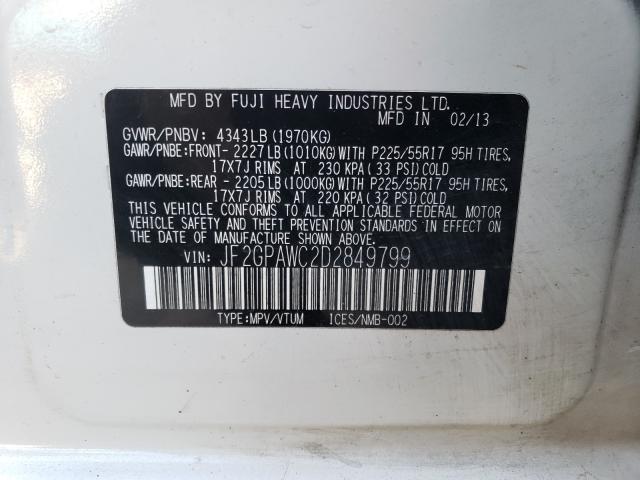 MFD BY FUJI HEAVY INDUSTRIES LTD.
MFD IN 02/13
GVWR/PNBV: 4343LB(1970KG)
GAWR/PNBE:FRONT- 2227LB(1010KG)WITH P225/55R17 95H TIRES,
17X7J RIMS AT 230 KPA( 33 PSI)COLD
GAWR/PNBE:REAR - 2205LB(1000KG)WITH P225/55R17 95H TIRES,
17X7J RIMS AT 220 KPA( 32 PSI)COLD
THIS VEHICLE CONFORMS TO ALL APPLICABLE FEDERAL MOTOR
VEHICLE SAFETY AND THEFT PREVENTION STANDARDS
IN EFFECT ON THE DATE OF MANUFACTURE SHOWN ABOVE.
VIN: JF2GPAWC2D2849799
TYPE:MPV/VTUM ICES/NMB-002